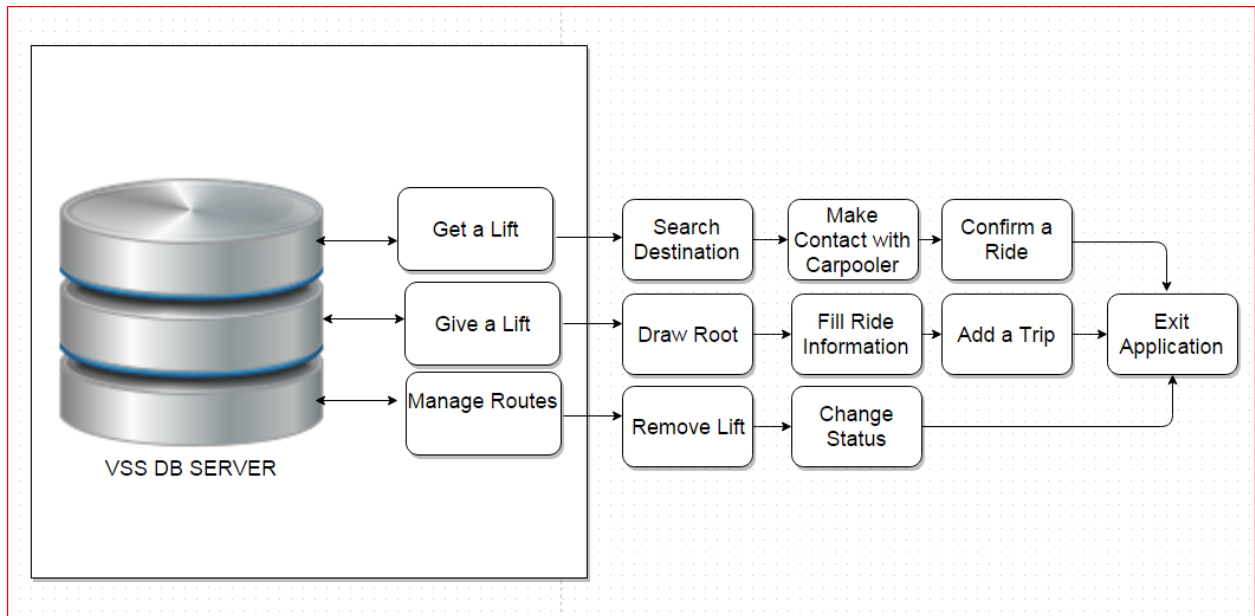 Get a Lift
Search
Destination
Make
Contact with
Carpooler
Confirm a
Ride
Give a Lift
Draw Root
Fill Ride
Information
Add a Trip
Exit
Application
Manage Routes
Remove Lift
Change
Status
VSS DB SERVER